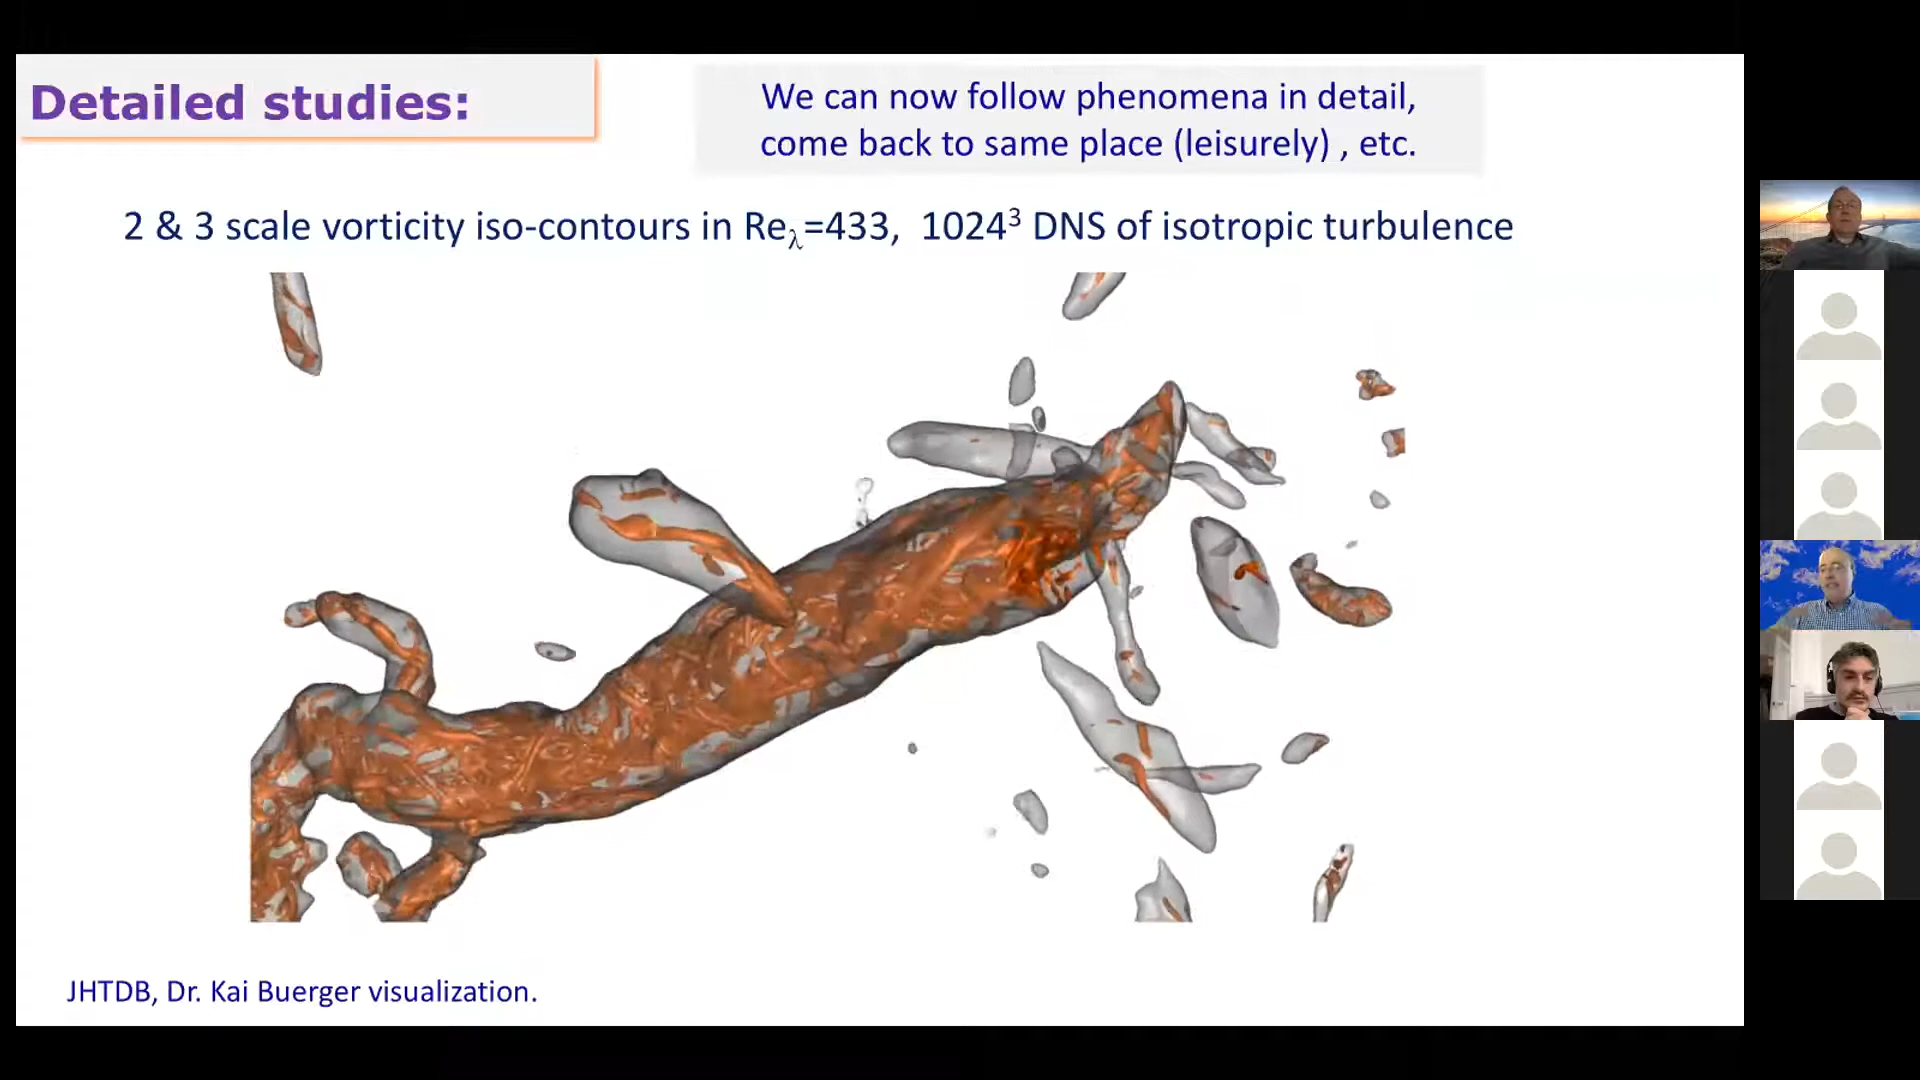 Detailed studies:
We can now follow phenomena in detail,
come back to same place (leisurely) , etc.
2 & 3 scale vorticity iso-contours in Reλ=433, 1024³ DNS of isotropic turbulence
JHTDB, Dr. Kai Buerger visualization.